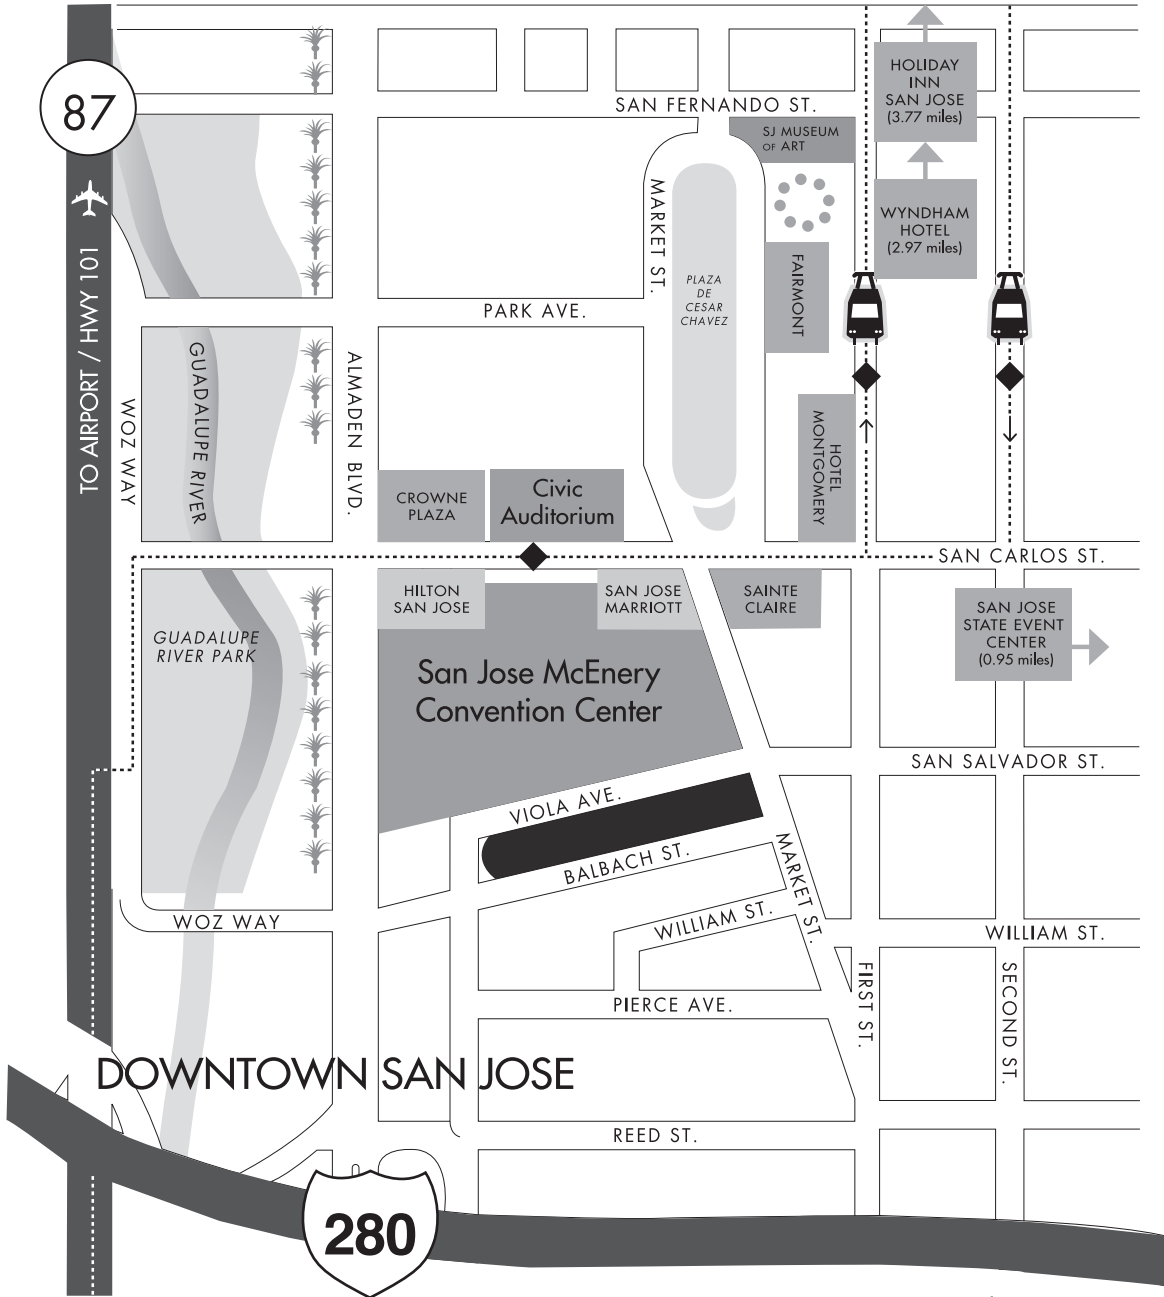 87
TO AIRPORT / HWY 101
WOZ WAY
GUADALUPE RIVER
ALMADEN BLVD.
SAN FERNANDO ST.
SJ MUSEUM
OF ART
HOLIDAY
INN
SAN JOSE
(3.77 miles)
WYNDHAM
HOTEL
(2.97 miles)
MARKET ST.
PLAZA
DE
CESAR
CHAVEZ
FAIRMONT
PARK AVE.
HOTEL
MONTGOMERY
CROWNE
PLAZA
Civic
Auditorium
SAN CARLOS ST.
HILTON
SAN JOSE
SAN JOSE
MARRIOTT
SAINTE
CLAIRE
SAN JOSE
STATE EVENT
CENTER
(0.95 miles)
GUADALUPE
RIVER PARK
San Jose McEnery
Convention Center
SAN SALVADOR ST.
VIOLA AVE.
BALBACH ST.
MARKET ST.
WOZ WAY
WILLIAM ST.
WILLIAM ST.
FIRST ST.
SECOND ST.
PIERCE AVE.
DOWNTOWN SAN JOSE
REED ST.
280